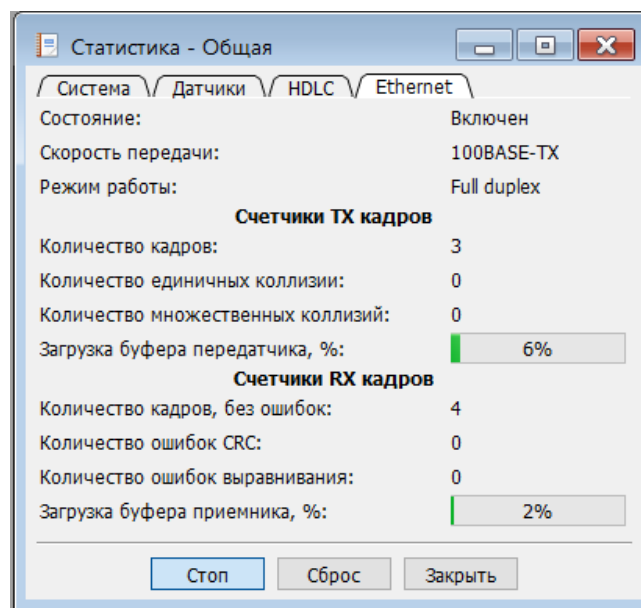 Статистика - Общая
Система Датчики HDLC Ethernet
Состояние: Включен
Скорость передачи: 100BASE-TX
Режим работы: Full duplex
Счетчики TX кадров
Количество кадров: 3
Количество единичных коллизии: 0
Количество множественных коллизий: 0
Загрузка буфера передатчика, %: 6%
Счетчики RX кадров
Количество кадров, без ошибок: 4
Количество ошибок CRC: 0
Количество ошибок выравнивания: 0
Загрузка буфера приемника, %: 2%
Стоп Сброс Закрыть